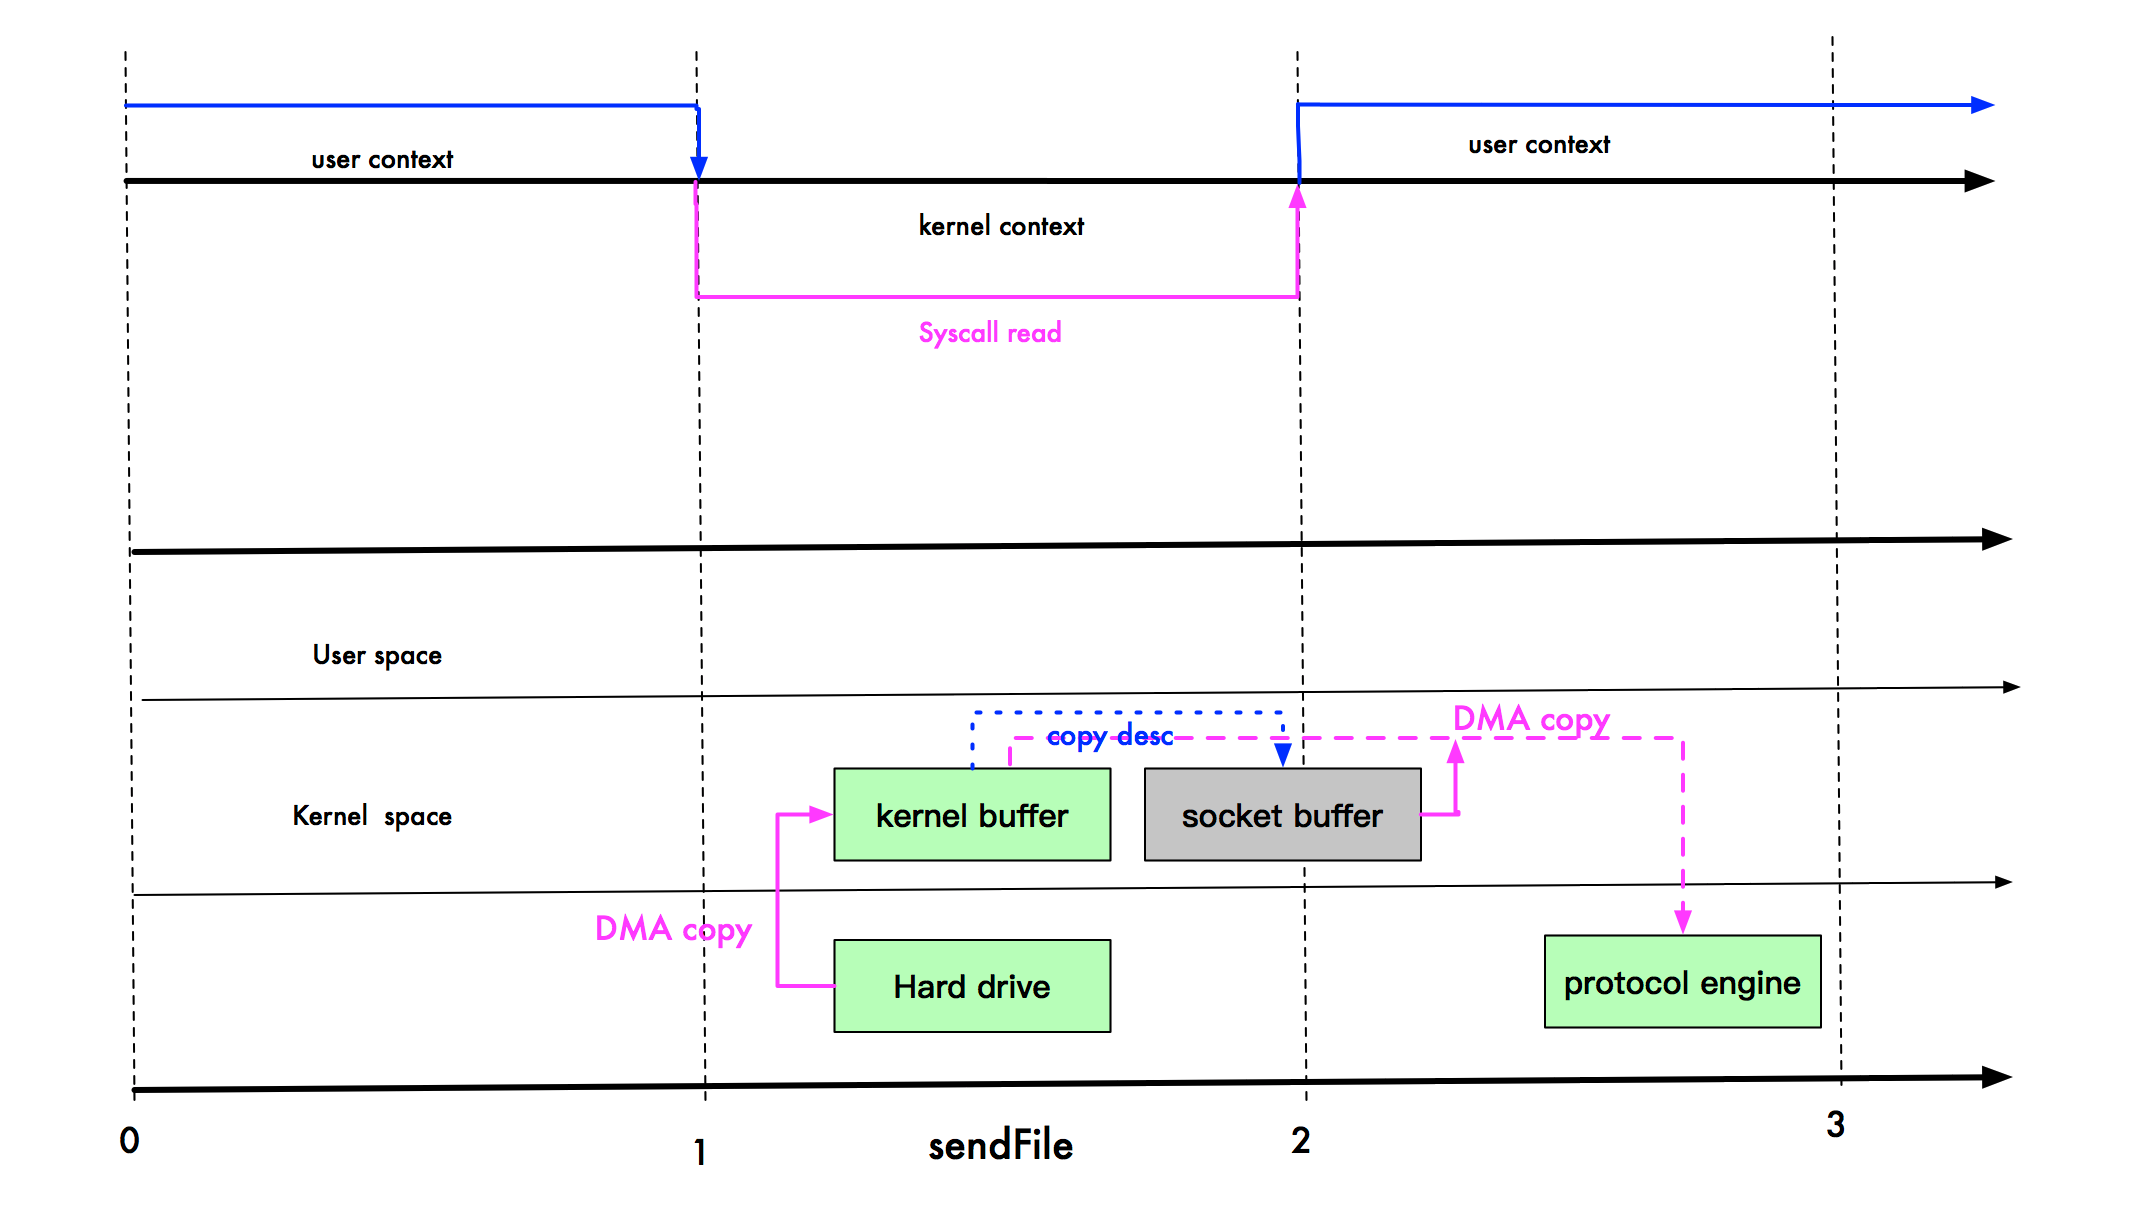 user context
user context
kernel context
Syscall read
User space
DMA copy
copy desc
kernel buffer
socket buffer
Kernel space
DMA copy
Hard drive
protocol engine
0
1
sendFile
2
3